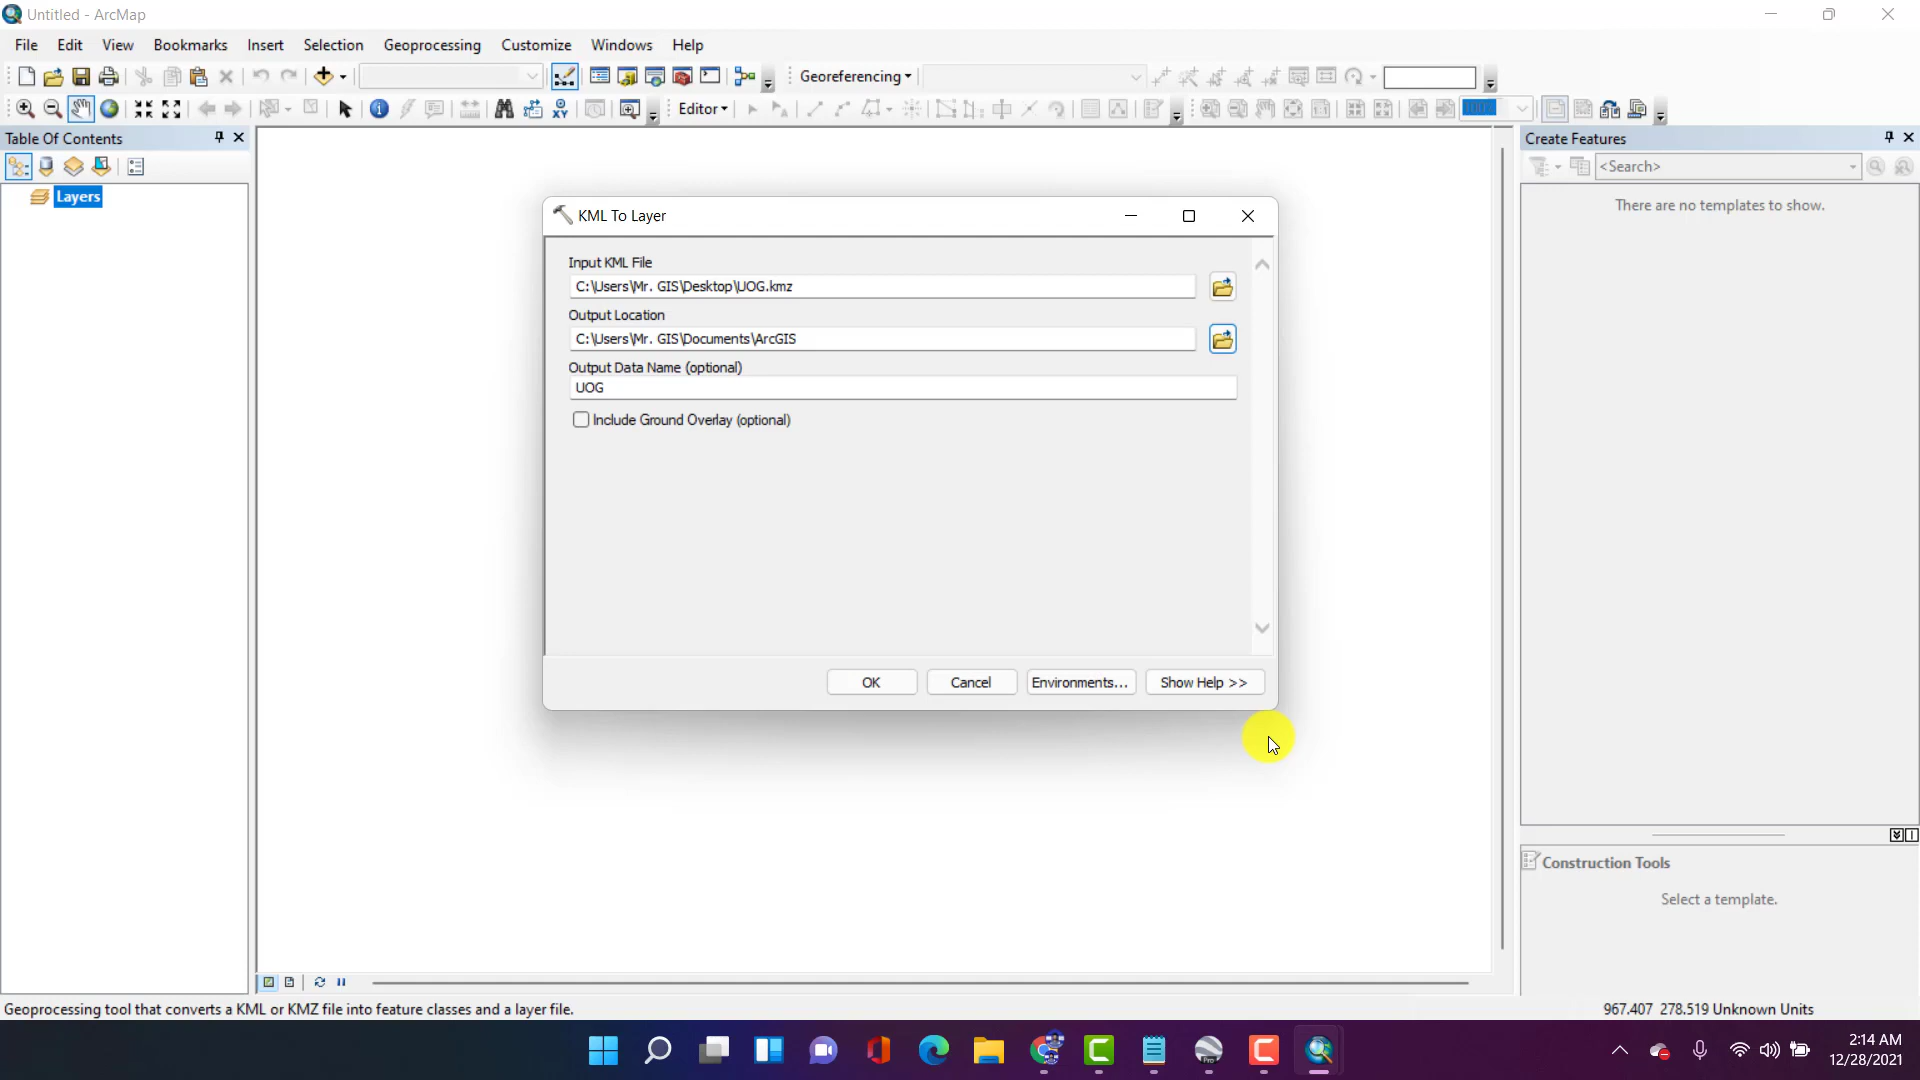 Untitled - ArcMap
File Edit View Bookmarks Insert Selection Geoprocessing Customize Windows Help
Georeferencing
Editor
Table Of Contents
Create Features
<Search>
Layers
There are no templates to show.
KML To Layer
Input KML File
C:\Users\Mr. GIS\Desktop\UOG.kmz
Output Location
C:\Users\Mr. GIS\Documents\ArcGIS
Output Data Name (optional)
UOG
Include Ground Overlay (optional)
OK Cancel Environments... Show Help >>
Construction Tools
Select a template.
Geoprocessing tool that converts a KML or KMZ file into feature classes and a layer file.
967.407 278.519 Unknown Units
2:14 AM
12/28/2021